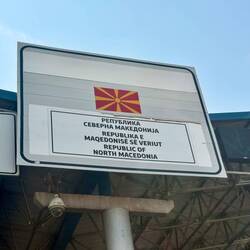 РЕПУБЛИКА
СЕВЕРНА МАКЕДОНИЈА
REPUBLIKA E
MAQEDONISË SË VERIUT
REPUBLIC OF
NORTH MACEDONIA